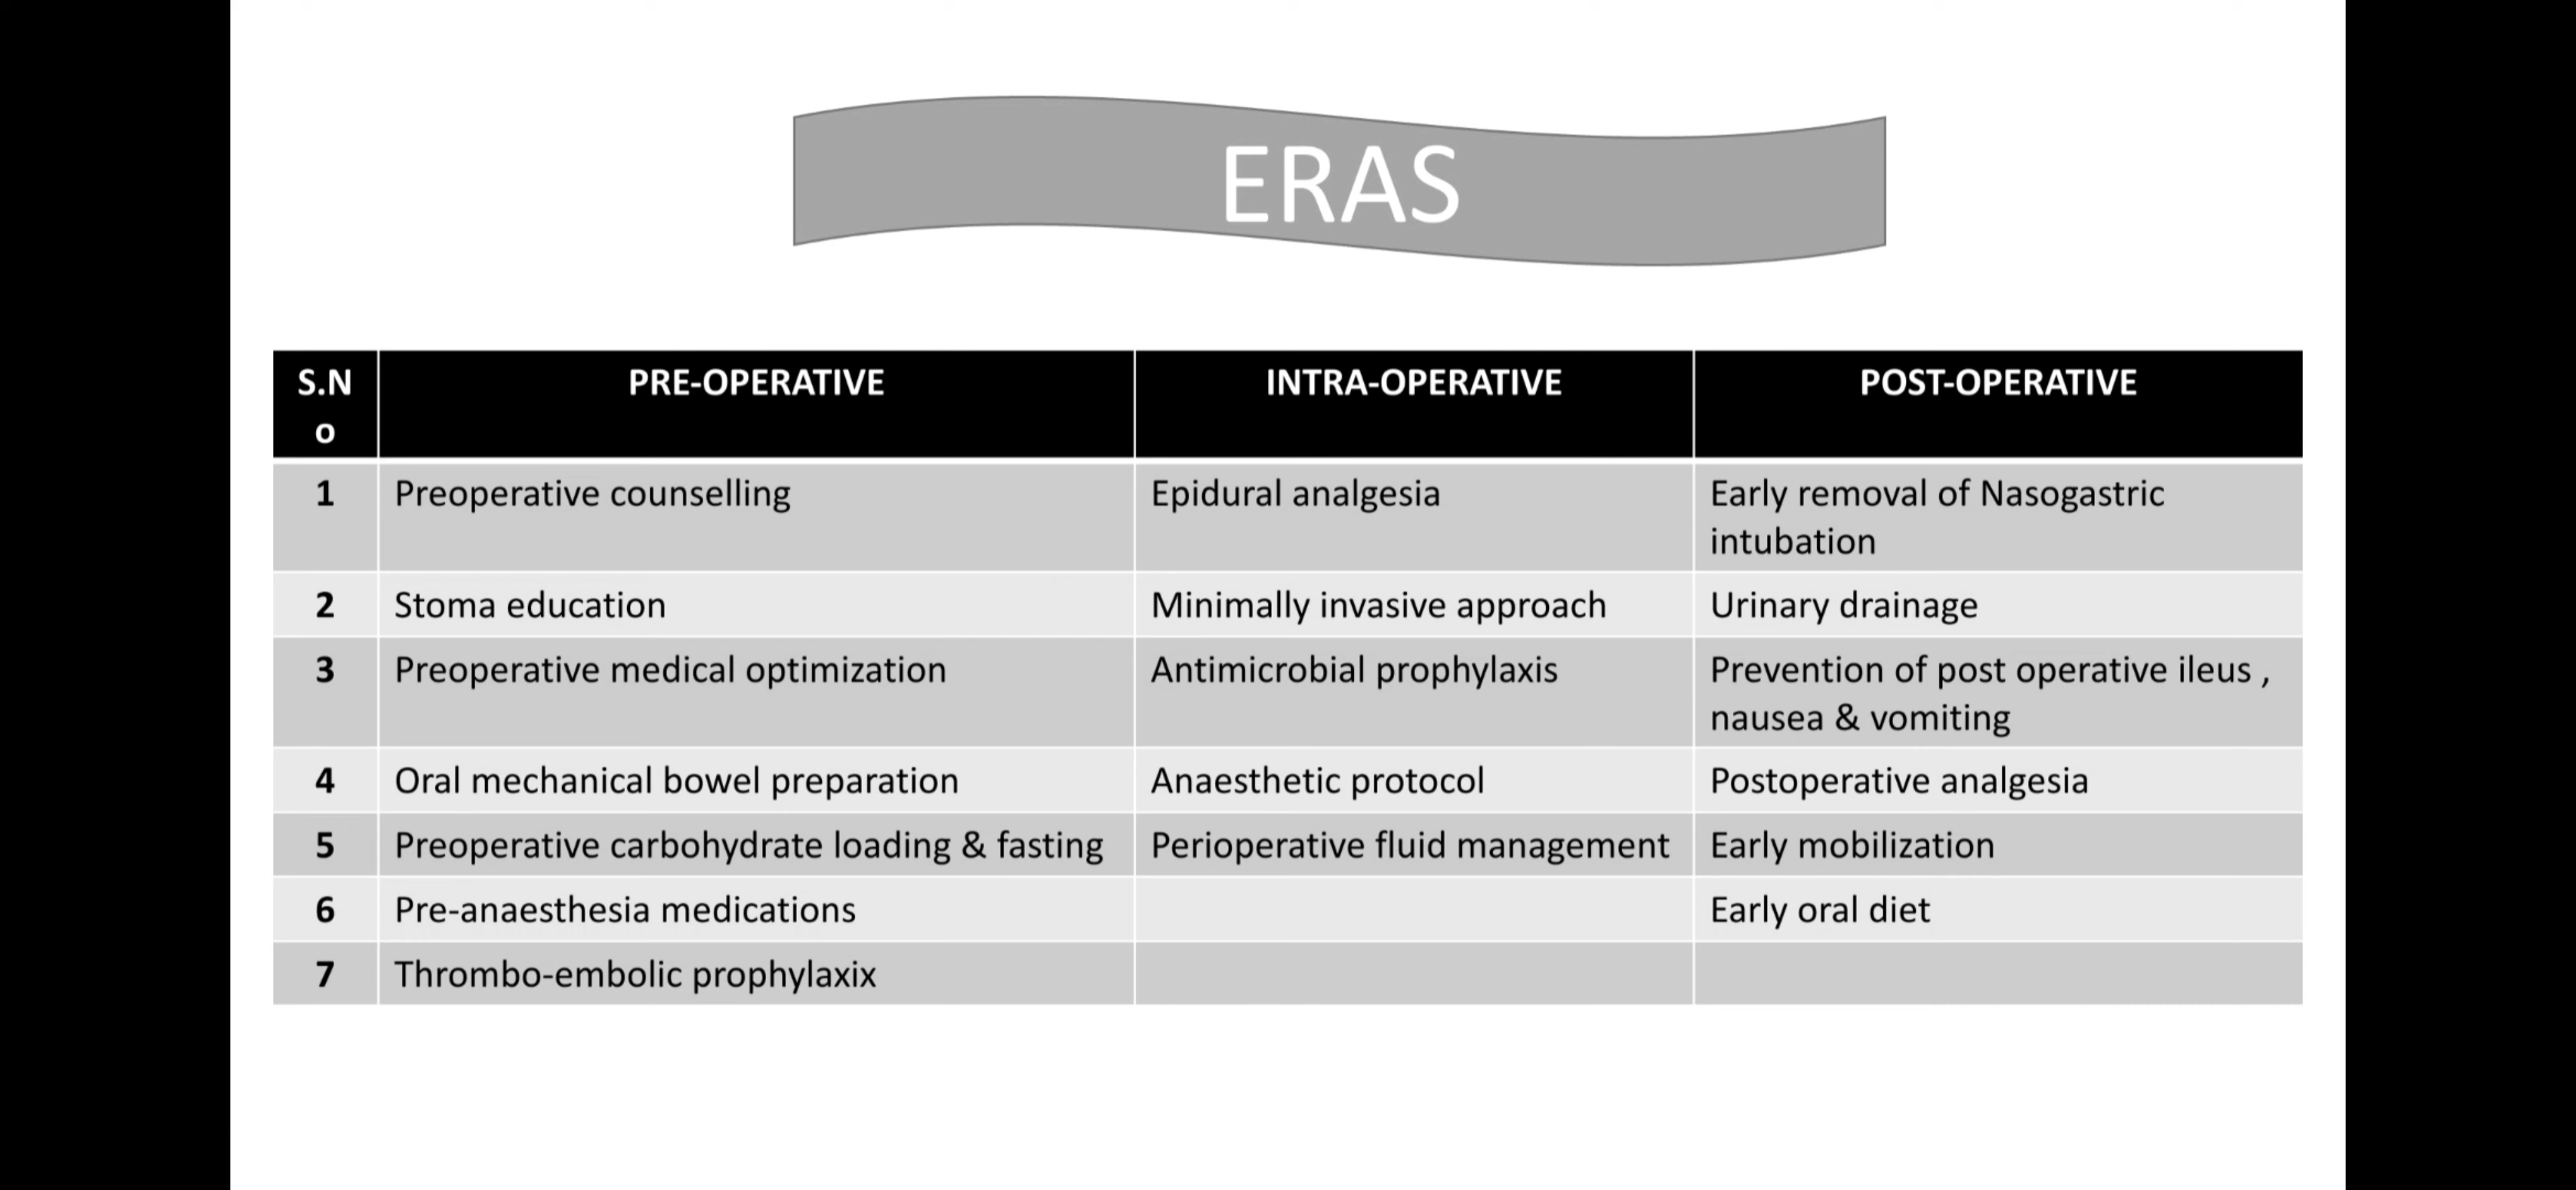 ERAS
S.N
o
PRE-OPERATIVE
INTRA-OPERATIVE
POST-OPERATIVE
1
Preoperative counselling
Epidural analgesia
Early removal of Nasogastric
intubation
2
Stoma education
Minimally invasive approach
Urinary drainage
3
Preoperative medical optimization
Antimicrobial prophylaxis
Prevention of post operative ileus ,
nausea & vomiting
4
Oral mechanical bowel preparation
Anaesthetic protocol
Postoperative analgesia
5
Preoperative carbohydrate loading & fasting
Perioperative fluid management
Early mobilization
6
Pre-anaesthesia medications
Early oral diet
7
Thrombo-embolic prophylaxix